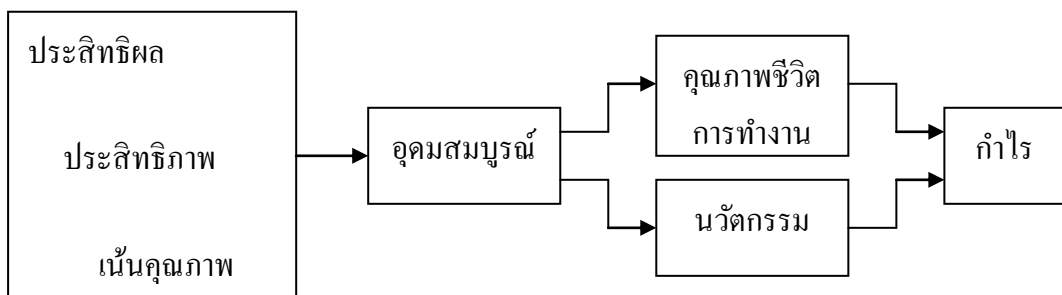 ประสิทธิผล
ประสิทธิภาพ
เน้นคุณภาพ
อุดมสมบูรณ์
คุณภาพชีวิต
การทำงาน
นวัตกรรม
กำไร